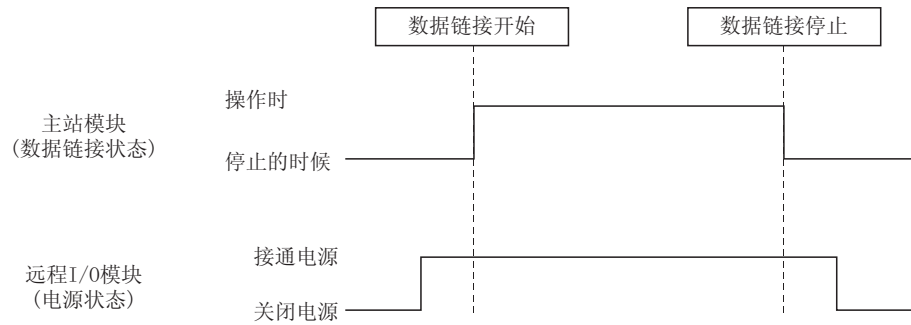 数据链接开始
数据链接停止
操作时
主站模块
(数据链接状态)
停止的时候
接通电源
远程I/O模块
(电源状态)
关闭电源